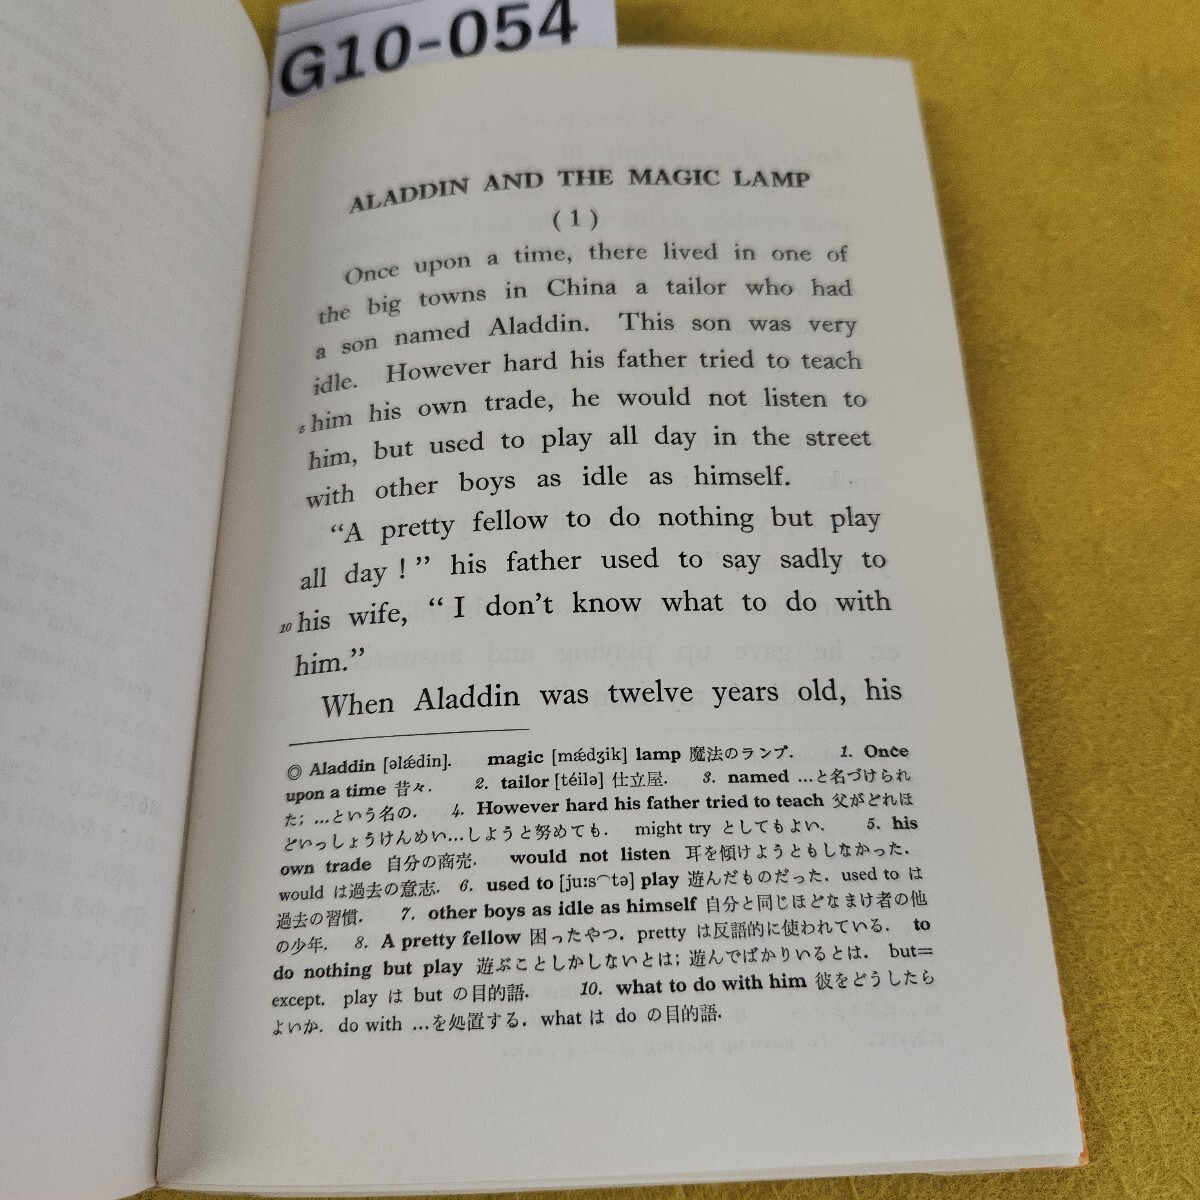 G10-054
ALADDIN AND THE MAGIC LAMP
(1)
Once upon a time, there lived in one of
the big towns in China a tailor who had
a son named Aladdin. This son was very
idle. However hard his father tried to teach
5 him his own trade, he would not listen to
him, but used to play all day in the street
with other boys as idle as himself.
“A pretty fellow to do nothing but play
all day!” his father used to say sadly to
10 his wife, “I don't know what to do with
him.”
When Aladdin was twelve years old, his
◎ Aladdin [əlǽdin]. magic [mǽdʒik] lamp 魔法のランプ. 1. Once
upon a time 昔々. 2. tailor [téilə] 仕立屋. 3. named …と名づけられ
た; …という名の. 4. However hard his father tried to teach 父がどれほ
どいっしょうけんめい…しようと努めても. might try としてもよい. 5. his
own trade 自分の商売. would not listen 耳を傾けようともしなかった.
would は過去の意志. 6. used to [ju:s⌒tə] play 遊んだものだった. used to は
過去の習慣. 7. other boys as idle as himself 自分と同じほどなまけ者の他
の少年. 8. A pretty fellow 困ったやつ. pretty は反語的に使われている. to
do nothing but play 遊ぶことしかしないとは; 遊んでばかりいるとは. but=
except. play は but の目的語. 10. what to do with him 彼をどうしたら
よいか. do with …を処置する. what は do の目的語.